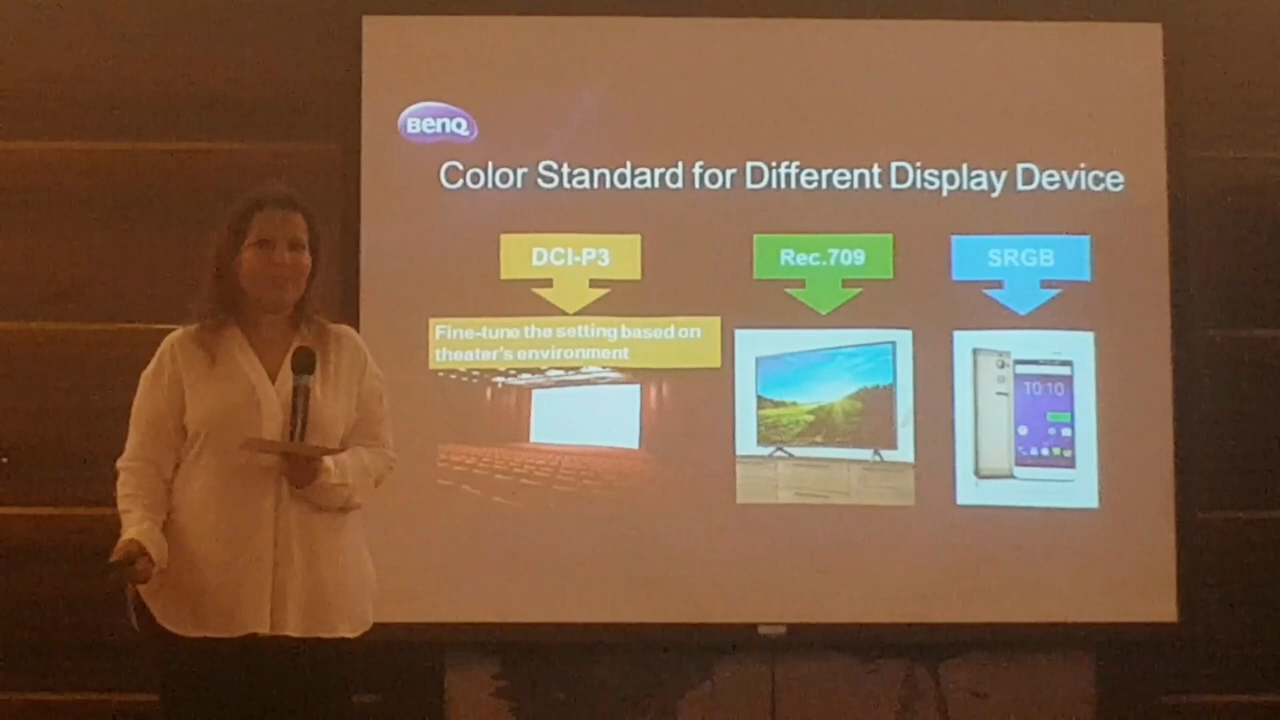 BenQ
Color Standard for Different Display Device
DCI-P3
Rec.709
SRGB
Fine-tune the setting based on
theater's environment
10:10